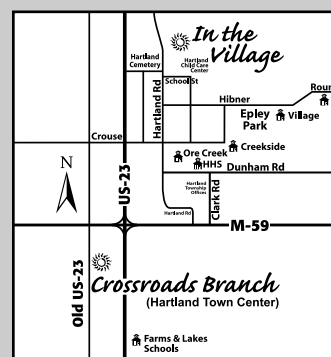 In the
Village
Hartland
Cemetery
Hartland
Child Care
Center
School St
Hartland Rd
Hibner
Roun
Epley
Park
Village
Crouse
Creekside
Ore Creek
HHS
Dunham Rd
N
US-23
Hartland
Township
Offices
Clark Rd
Hartland Rd
M-59
Old US-23
Crossroads Branch
(Hartland Town Center)
Farms & Lakes
Schools